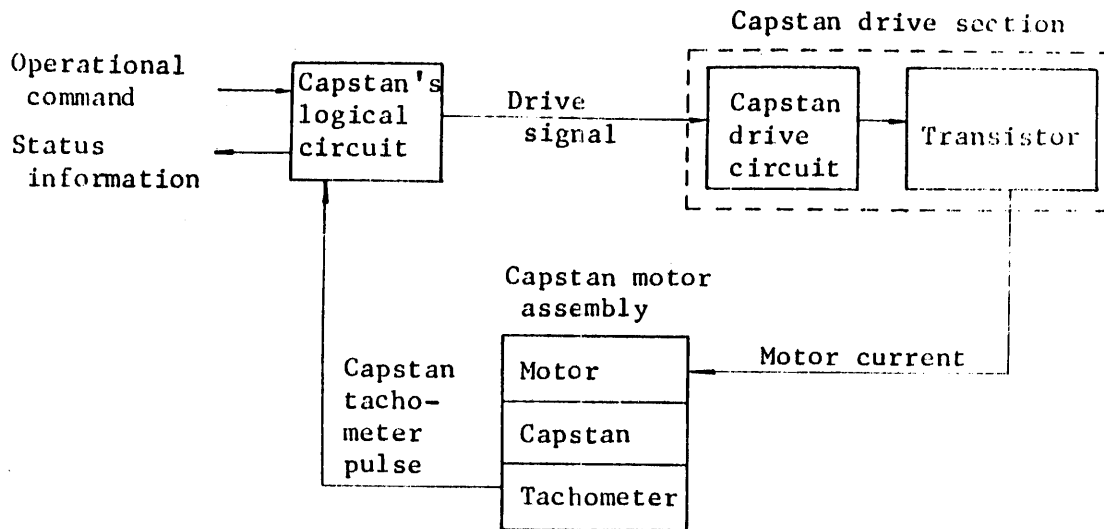 Capstan drive section
Operational
command
Status
information
Capstan's
logical
circuit
Drive
signal
Capstan
drive
circuit
Transistor
Capstan motor
assembly
Motor current
Capstan
tacho-
meter
pulse
Motor
Capstan
Tachometer